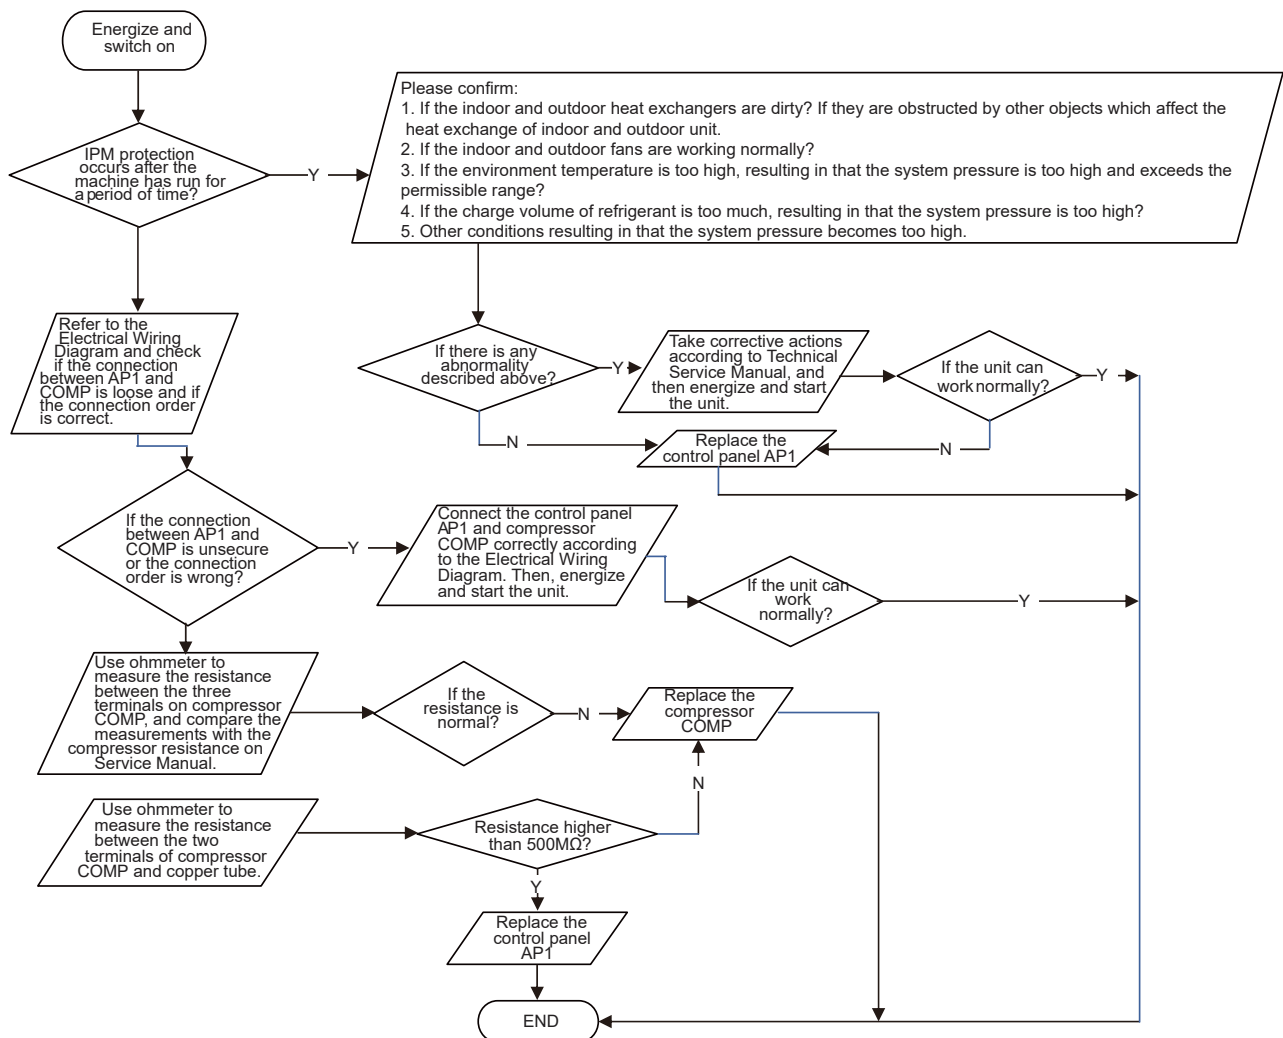 Energize and
switch on
IPM protection
occurs after the
machine has run for
a period of time?
Y
Please confirm:
1. If the indoor and outdoor heat exchangers are dirty? If they are obstructed by other objects which affect the
heat exchange of indoor and outdoor unit.
2. If the indoor and outdoor fans are working normally?
3. If the environment temperature is too high, resulting in that the system pressure is too high and exceeds the
permissible range?
4. If the charge volume of refrigerant is too much, resulting in that the system pressure is too high?
5. Other conditions resulting in that the system pressure becomes too high.
Refer to the
Electrical Wiring
Diagram and check
if the connection
between AP1 and
COMP is loose and if
the connection order
is correct.
If there is any
abnormality
described above?
Y
Take corrective actions
according to Technical
Service Manual, and
then energize and start
the unit.
If the unit can
work normally?
Y
N
Replace the
control panel AP1
N
If the connection
between AP1 and
COMP is unsecure
or the connection
order is wrong?
Y
Connect the control panel
AP1 and compressor
COMP correctly according
to the Electrical Wiring
Diagram. Then, energize
and start the unit.
If the unit can
work
normally?
Y
Use ohmmeter to
measure the resistance
between the three
terminals on compressor
COMP, and compare the
measurements with the
compressor resistance on
Service Manual.
If the
resistance is
normal?
N
Replace the
compressor
COMP
N
Use ohmmeter to
measure the resistance
between the two
terminals of compressor
COMP and copper tube.
Resistance higher
than 500MΩ?
Y
Replace the
control panel
AP1
END